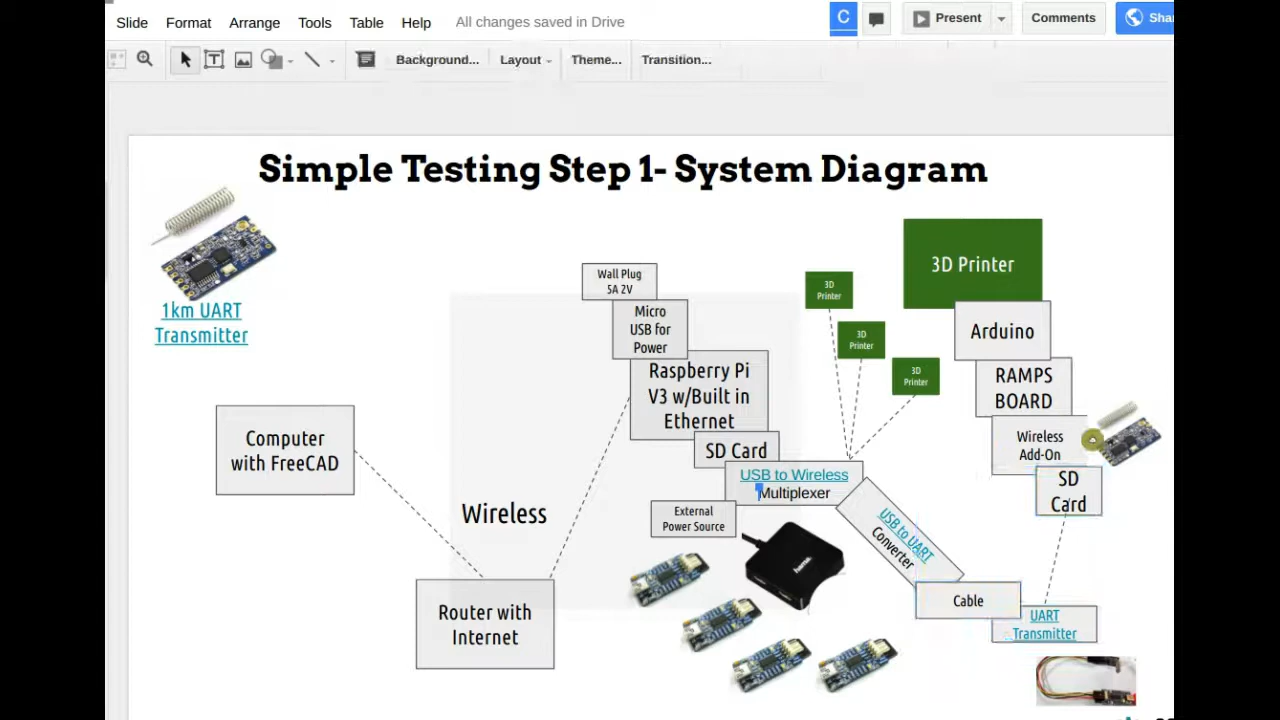 Slide Format Arrange Tools Table Help All changes saved in Drive
C Present Comments
Background... Layout Theme... Transition...
Simple Testing Step 1- System Diagram
1km UART
Transmitter
Wall Plug
5A 2V
Micro
USB for
Power
Raspberry Pi
V3 w/Built in
Ethernet
SD Card
USB to Wireless
Multiplexer
External
Power Source
hama
3D
Printer
3D
Printer
3D
Printer
3D Printer
Arduino
RAMPS
BOARD
Wireless
Add-On
SD
Card
USB to UART
Converter
Cable
UART
Transmitter
Computer
with FreeCAD
Wireless
Router with
Internet